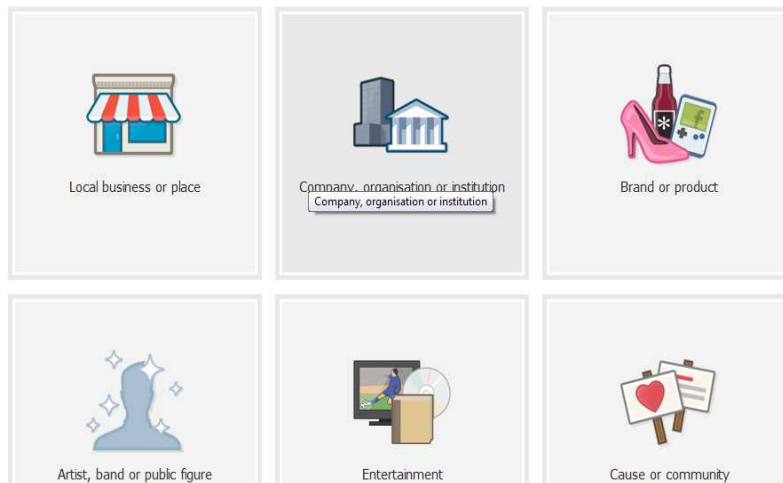 Local business or place
Company, organisation or institution
Brand or product
Company, organisation or institution
Artist, band or public figure
Entertainment
Cause or community